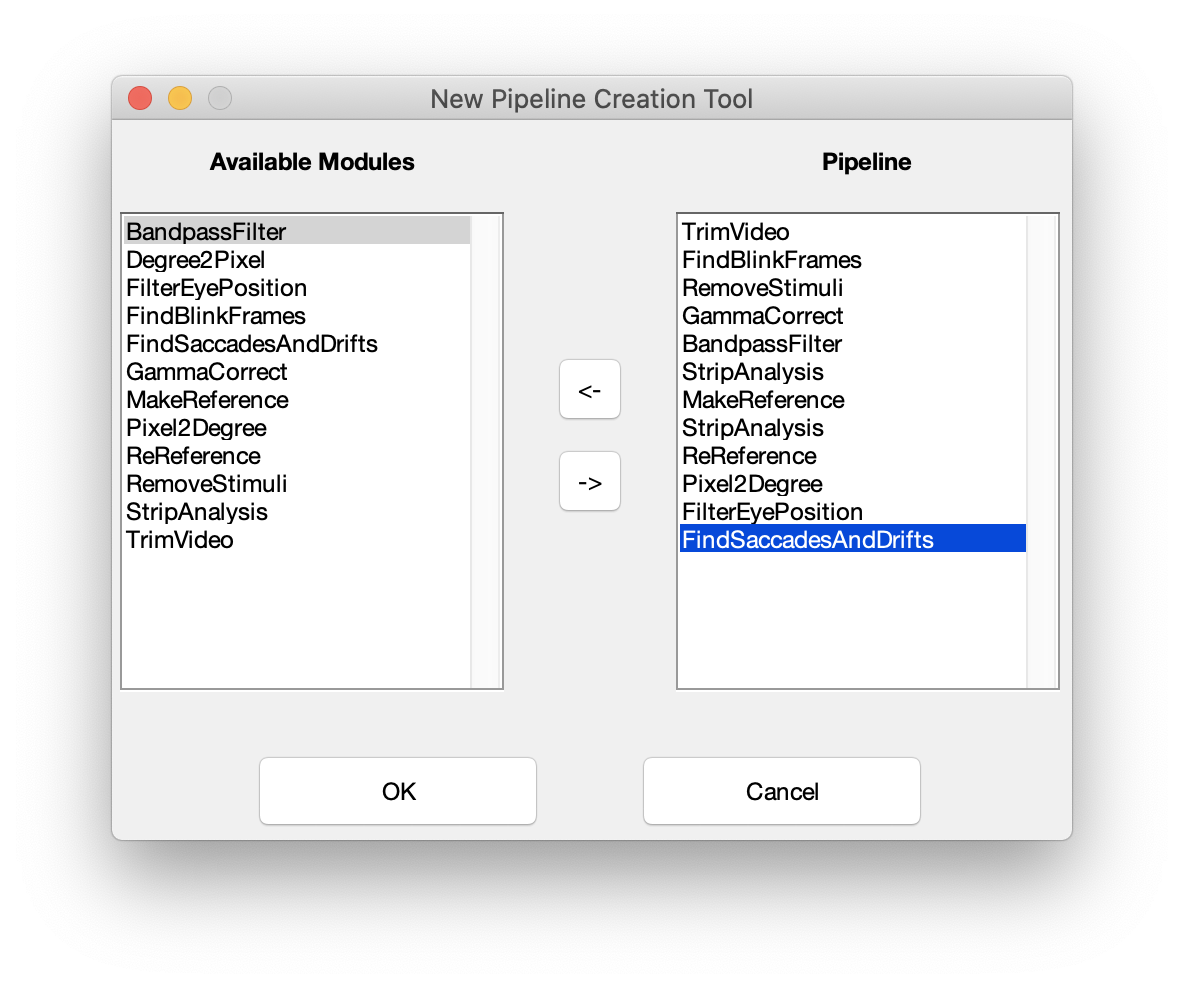 New Pipeline Creation Tool
Available Modules
BandpassFilter
Degree2Pixel
FilterEyePosition
FindBlinkFrames
FindSaccadesAndDrifts
GammaCorrect
MakeReference
Pixel2Degree
ReReference
RemoveStimuli
StripAnalysis
TrimVideo
<-
->
Pipeline
TrimVideo
FindBlinkFrames
RemoveStimuli
GammaCorrect
BandpassFilter
StripAnalysis
MakeReference
StripAnalysis
ReReference
Pixel2Degree
FilterEyePosition
FindSaccadesAndDrifts
OK
Cancel